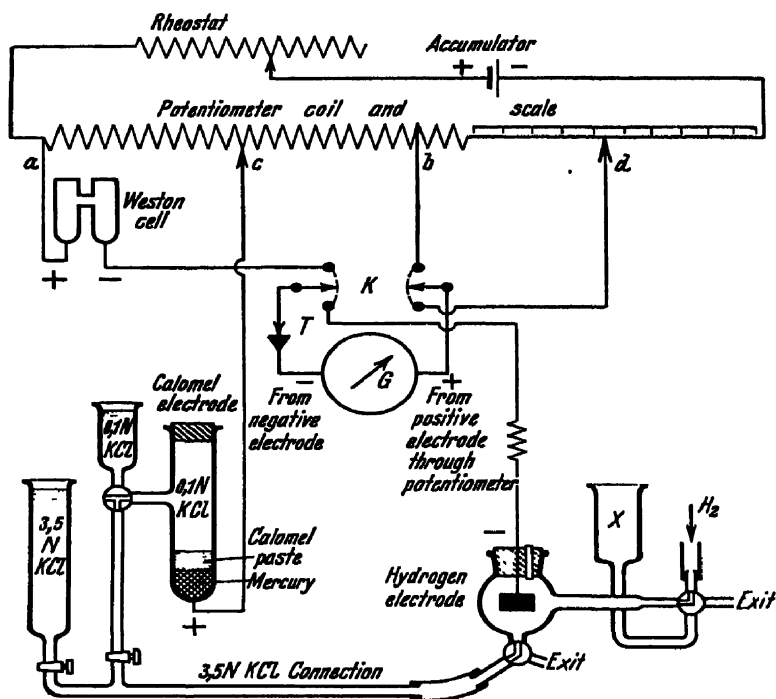 Rheostat
Accumulator
+ -
Potentiometer coil and scale
a
c
b
d
Weston
cell
+ -
K
T
G
-
+
From
negative
electrode
From
positive
electrode
through
potentiometer
Calomel
electrode
0,1N
KCl
0,1N
KCl
3,5
N
KCl
Calomel
paste
Mercury
+
-
Hydrogen
electrode
X
H2
Exit
Exit
3,5N KCl Connection